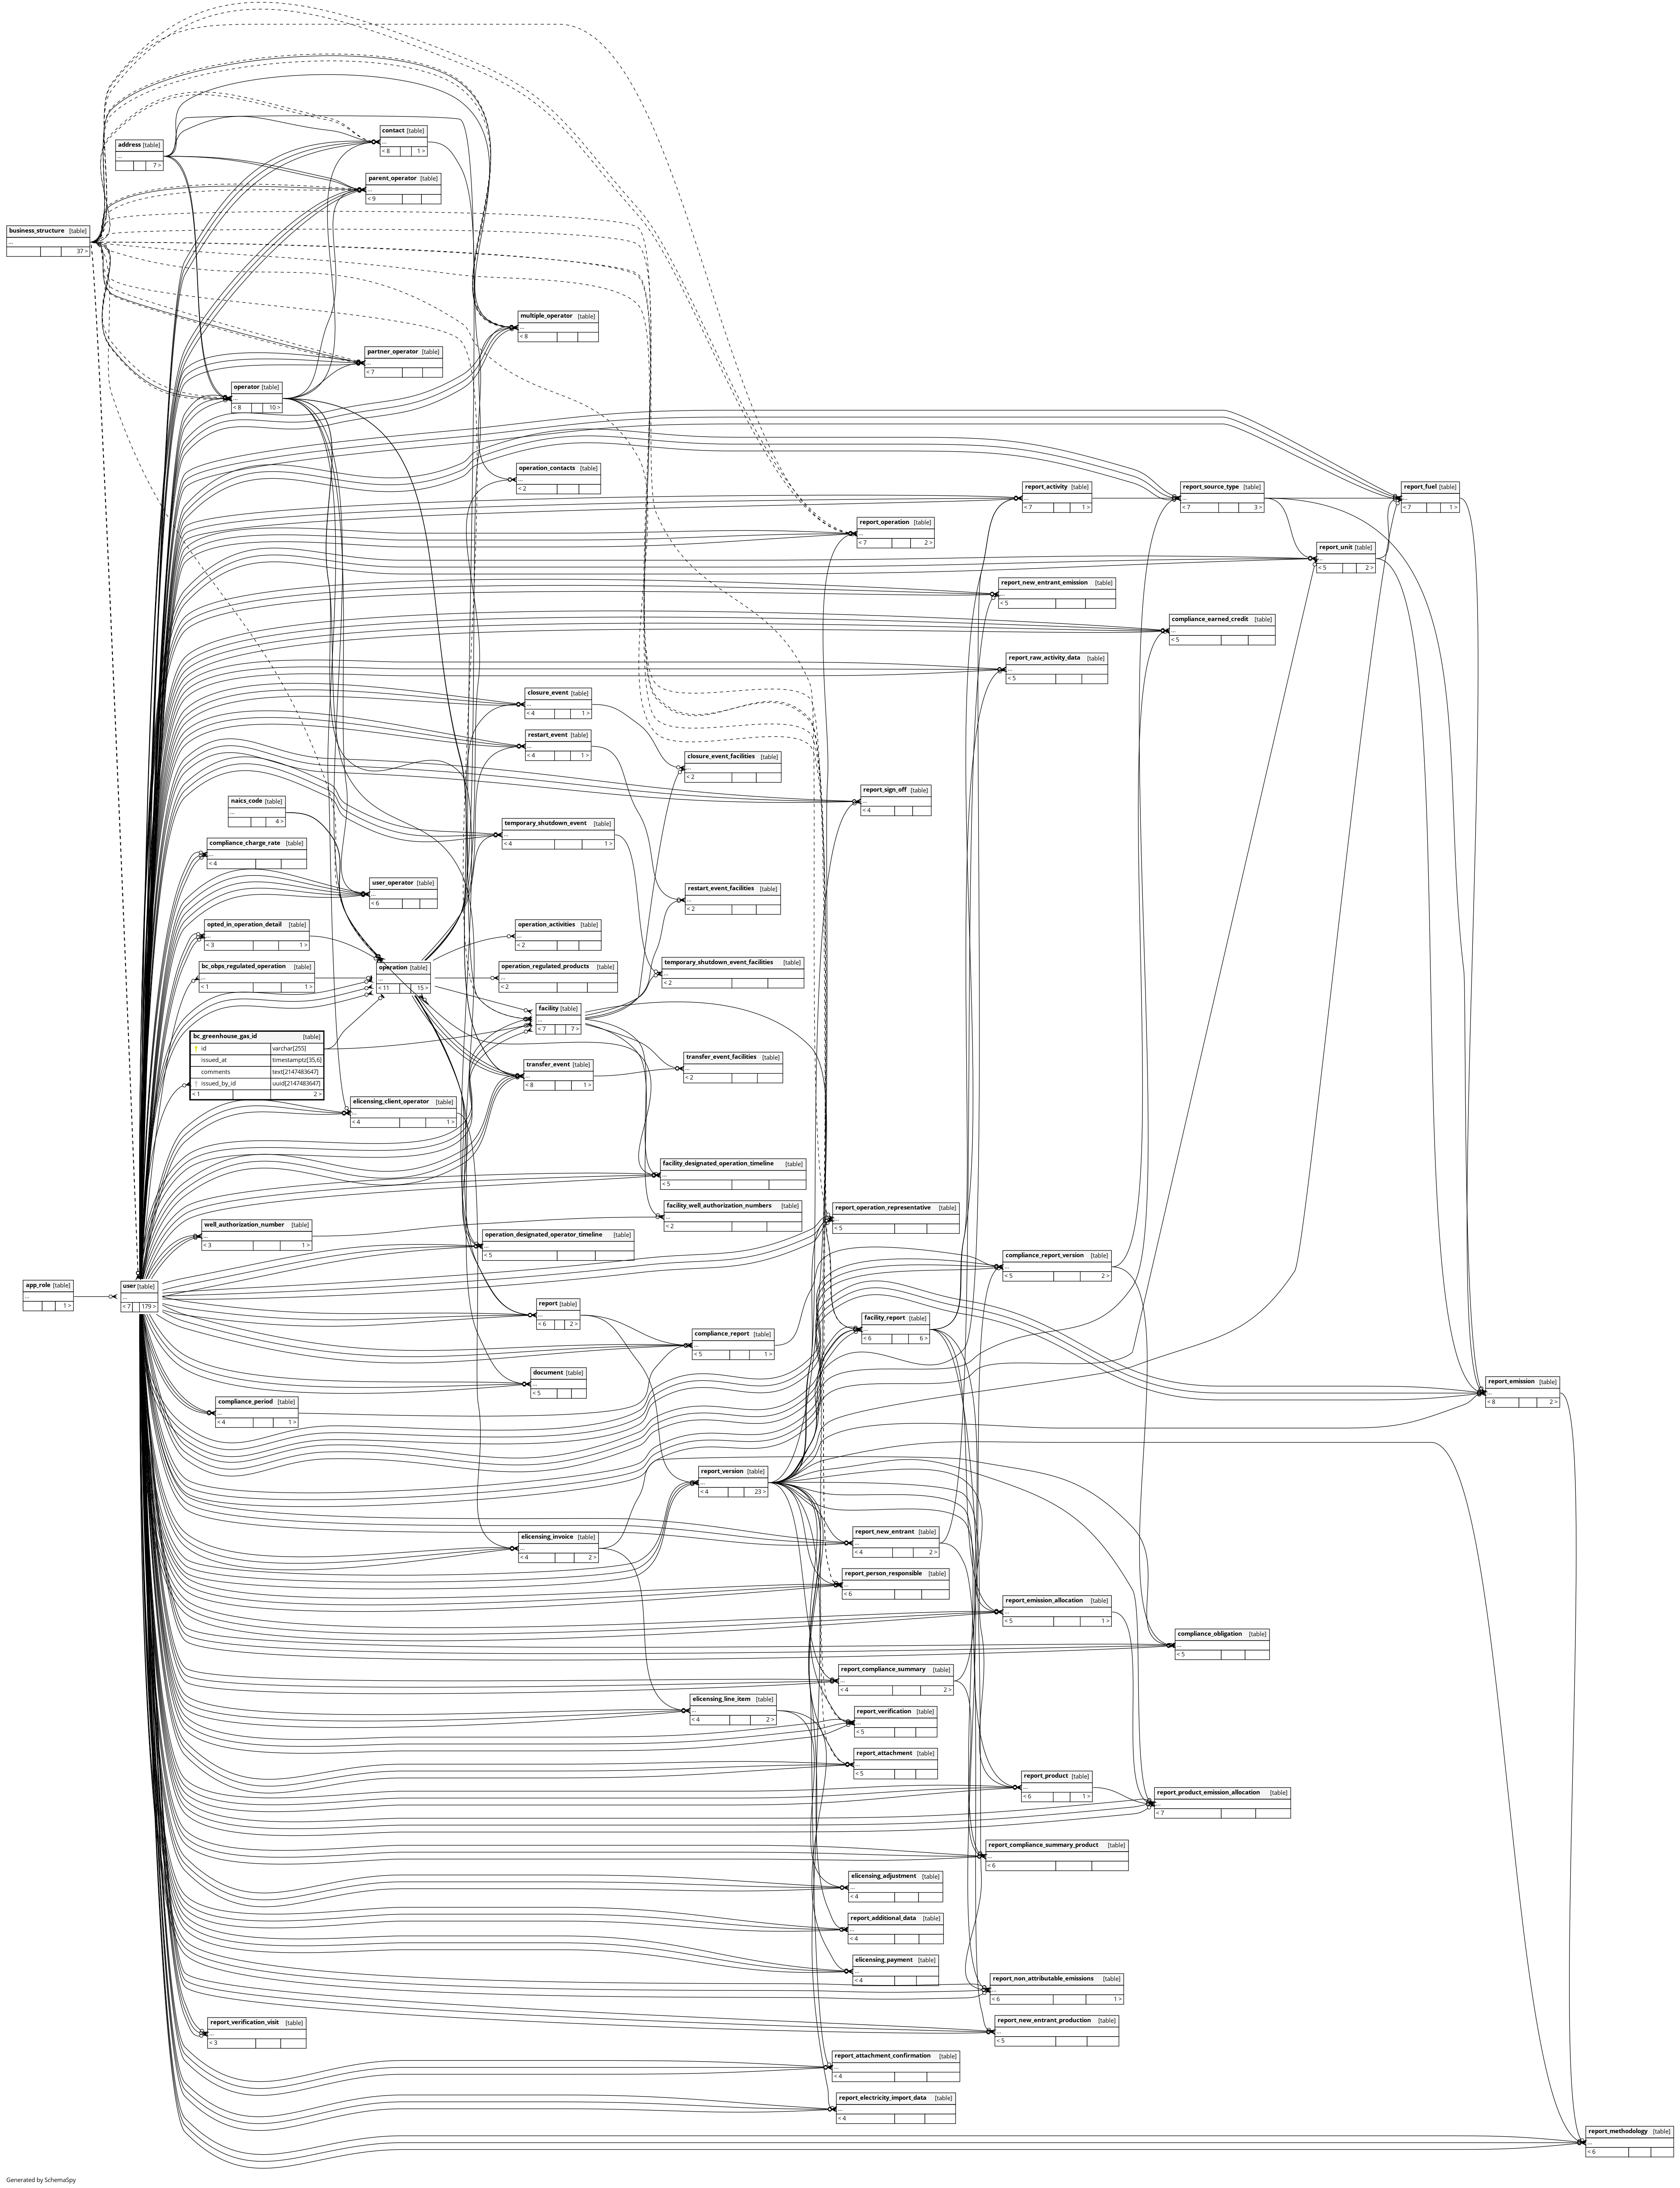 contact [table]
...
< 8 1 >
address [table]
...
7 >
parent_operator [table]
...
< 9
business_structure [table]
...
37 >
multiple_operator [table]
...
< 8
partner_operator [table]
...
< 7
operator [table]
...
< 8 10 >
operation_contacts [table]
...
< 2
report_activity [table]
...
< 7 1 >
report_source_type [table]
...
< 7 3 >
report_fuel [table]
...
< 7 1 >
report_operation [table]
...
< 7 2 >
report_unit [table]
...
< 5 2 >
report_new_entrant_emission [table]
...
< 5
compliance_earned_credit [table]
...
< 5
report_raw_activity_data [table]
...
< 5
closure_event [table]
...
< 4 1 >
restart_event [table]
...
< 4 1 >
closure_event_facilities [table]
...
< 2
report_sign_off [table]
...
< 4
naics_code [table]
...
4 >
temporary_shutdown_event [table]
...
< 4 1 >
compliance_charge_rate [table]
...
< 4
user_operator [table]
...
< 6
restart_event_facilities [table]
...
< 2
opted_in_operation_detail [table]
...
< 3 1 >
operation_activities [table]
...
< 2
bc_obps_regulated_operation [table]
...
< 1 1 >
operation [table]
...
< 11 15 >
operation_regulated_products [table]
...
< 2
temporary_shutdown_event_facilities [table]
...
< 2
facility [table]
...
< 7 7 >
bc_greenhouse_gas_id [table]
id varchar[255]
issued_at timestamptz[35,6]
comments text[2147483647]
issued_by_id uuid[2147483647]
< 1 2 >
transfer_event [table]
...
< 8 1 >
transfer_event_facilities [table]
...
< 2
elicensing_client_operator [table]
...
< 4 1 >
facility_designated_operation_timeline [table]
...
< 5
facility_well_authorization_numbers [table]
...
< 2
report_operation_representative [table]
...
< 5
well_authorization_number [table]
...
< 3 1 >
operation_designated_operator_timeline [table]
...
< 5
compliance_report_version [table]
...
< 5 2 >
app_role [table]
...
1 >
user [table]
...
< 7 179 >
report [table]
...
< 6 2 >
facility_report [table]
...
< 6 6 >
compliance_report [table]
...
< 5 1 >
document [table]
...
< 5
report_emission [table]
...
< 8 2 >
compliance_period [table]
...
< 4 1 >
report_version [table]
...
< 4 23 >
report_new_entrant [table]
...
< 4 2 >
elicensing_invoice [table]
...
< 4 2 >
report_person_responsible [table]
...
< 6
report_emission_allocation [table]
...
< 5 1 >
compliance_obligation [table]
...
< 5
report_compliance_summary [table]
...
< 4 2 >
elicensing_line_item [table]
...
< 4 2 >
report_verification [table]
...
< 5
report_attachment [table]
...
< 5
report_product [table]
...
< 6 1 >
report_product_emission_allocation [table]
...
< 7
report_compliance_summary_product [table]
...
< 6
elicensing_adjustment [table]
...
< 4
report_additional_data [table]
...
< 4
elicensing_payment [table]
...
< 4
report_non_attributable_emissions [table]
...
< 6 1 >
report_verification_visit [table]
...
< 3
report_new_entrant_production [table]
...
< 5
report_attachment_confirmation [table]
...
< 4
report_electricity_import_data [table]
...
< 4
report_methodology [table]
...
< 6
Generated by SchemaSpy